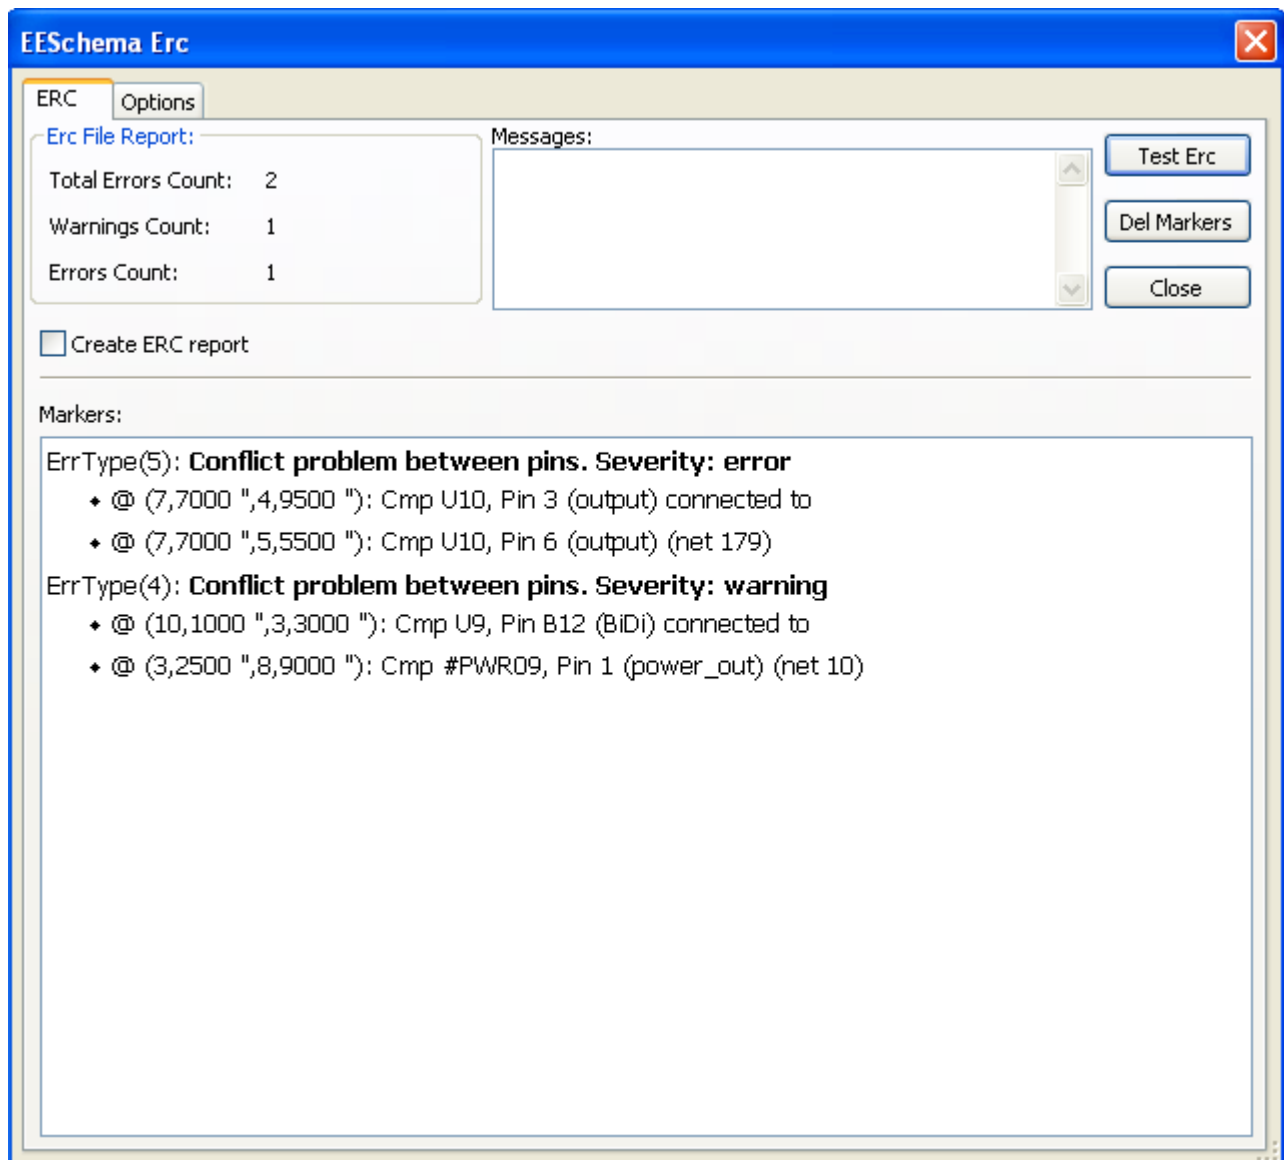 EESchema Erc
ERC
Options
Erc File Report:
Total Errors Count: 2
Warnings Count: 1
Errors Count: 1
Messages:
Test Erc
Del Markers
Close
Create ERC report
Markers:
ErrType(5): Conflict problem between pins. Severity: error
◆ @ (7,7000 ",4,9500 "): Cmp U10, Pin 3 (output) connected to
◆ @ (7,7000 ",5,5500 "): Cmp U10, Pin 6 (output) (net 179)
ErrType(4): Conflict problem between pins. Severity: warning
◆ @ (10,1000 ",3,3000 "): Cmp U9, Pin B12 (BiDi) connected to
◆ @ (3,2500 ",8,9000 "): Cmp #PWR09, Pin 1 (power_out) (net 10)